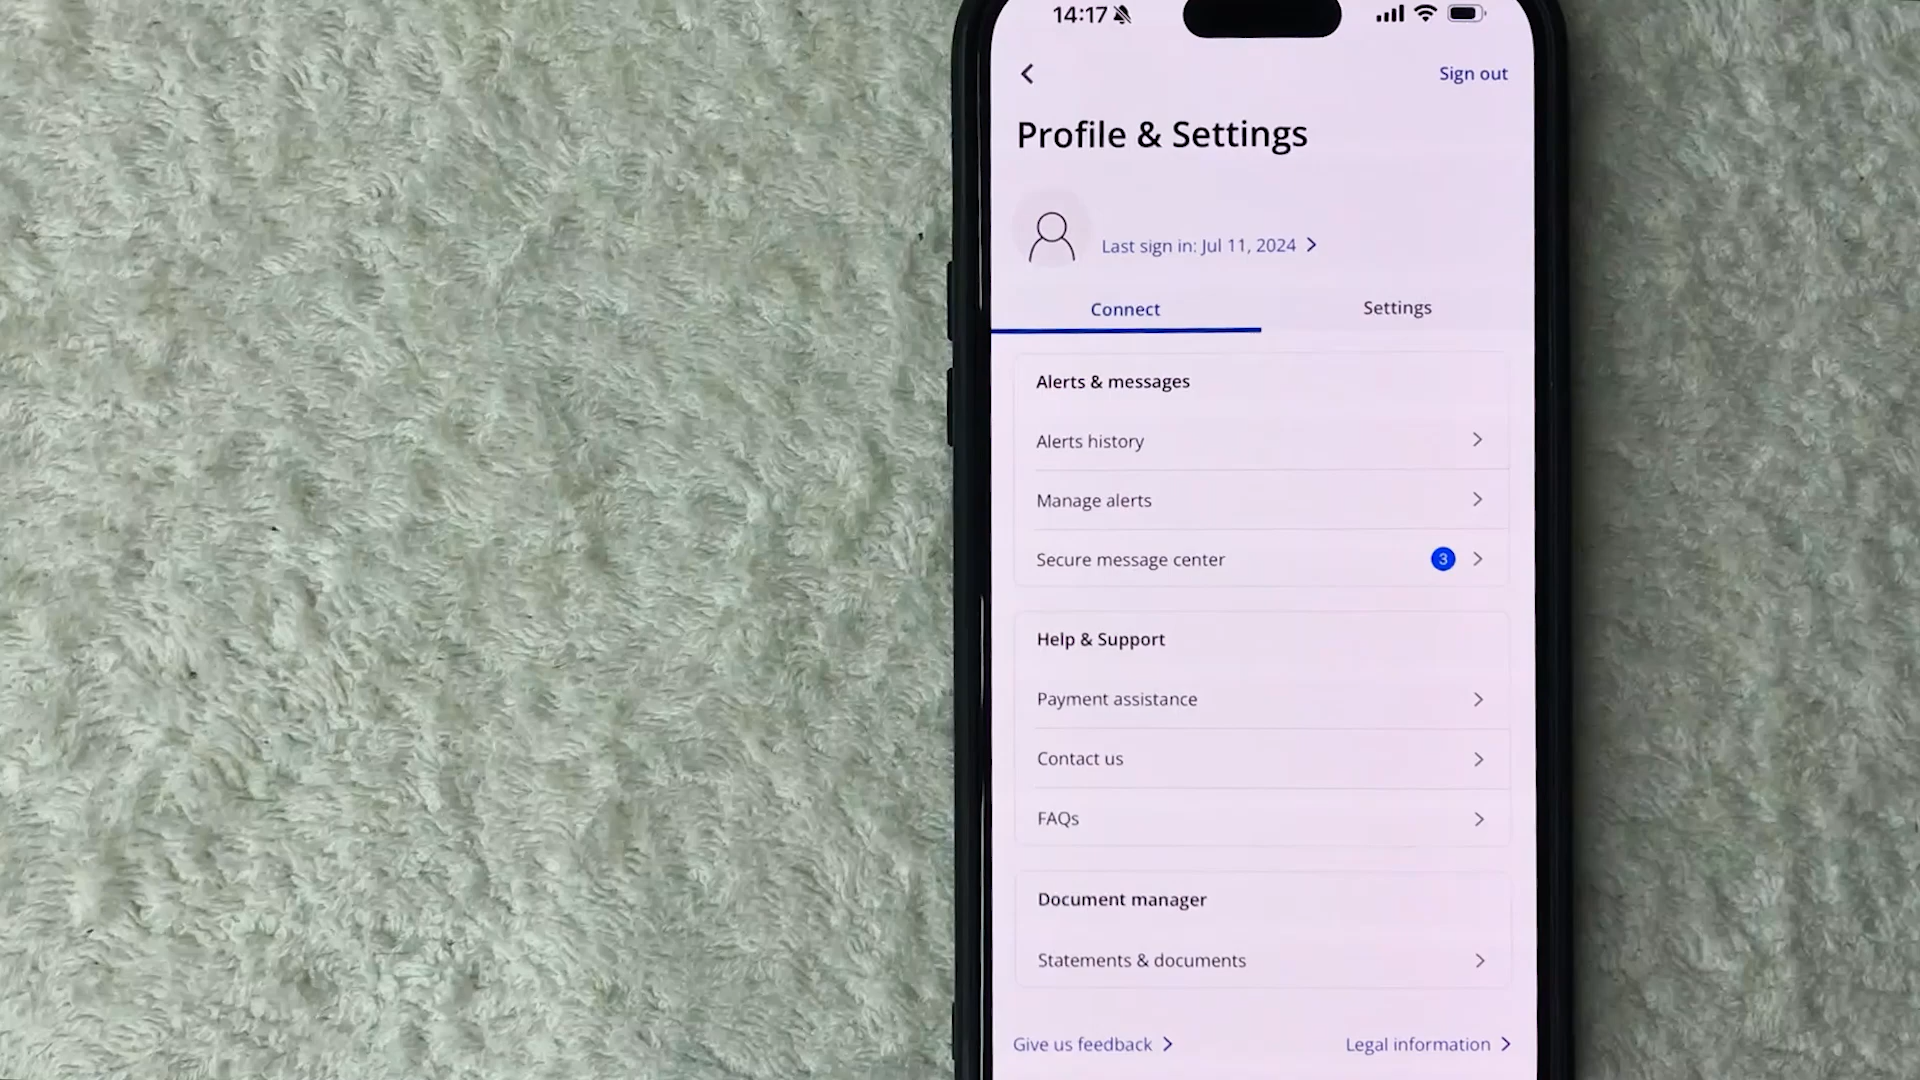 14:17
Sign out
Profile & Settings
Last sign in: Jul 11, 2024
Connect
Settings
Alerts & messages
Alerts history
Manage alerts
Secure message center
3
Help & Support
Payment assistance
Contact us
FAQs
Document manager
Statements & documents
Give us feedback
Legal information